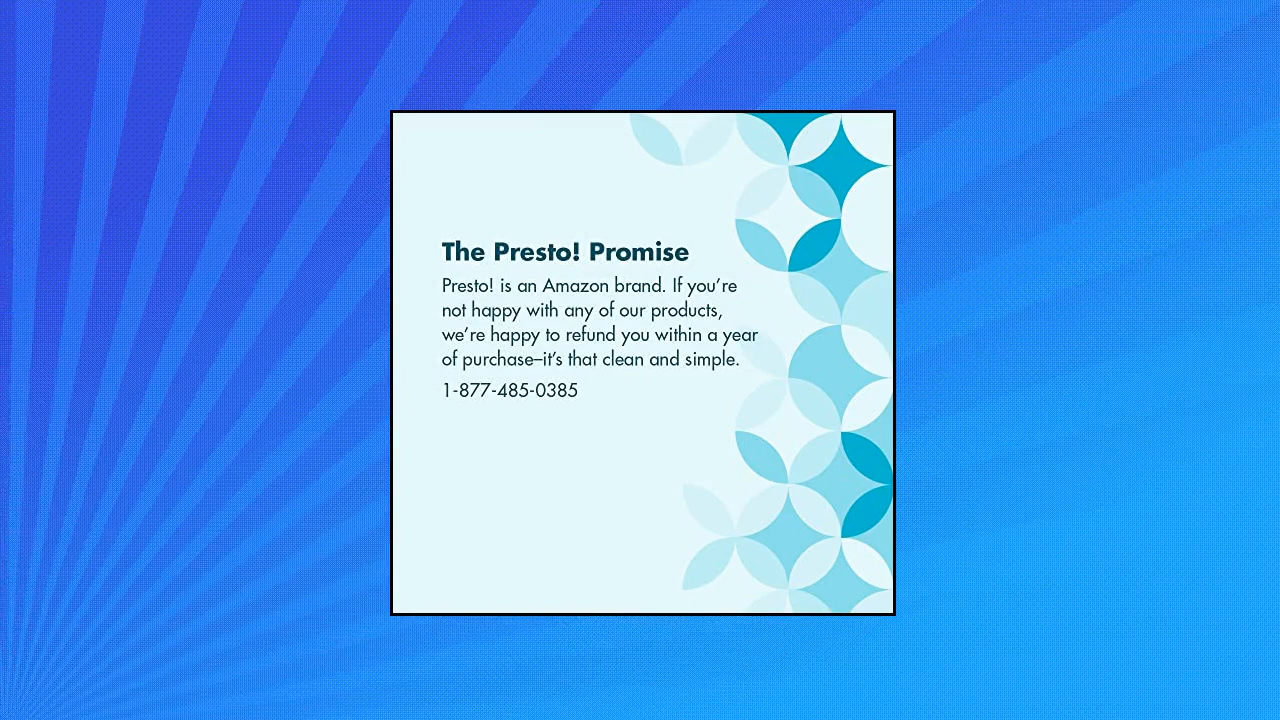 The Presto! Promise
Presto! is an Amazon brand. If you’re
not happy with any of our products,
we’re happy to refund you within a year
of purchase–it’s that clean and simple.
1-877-485-0385